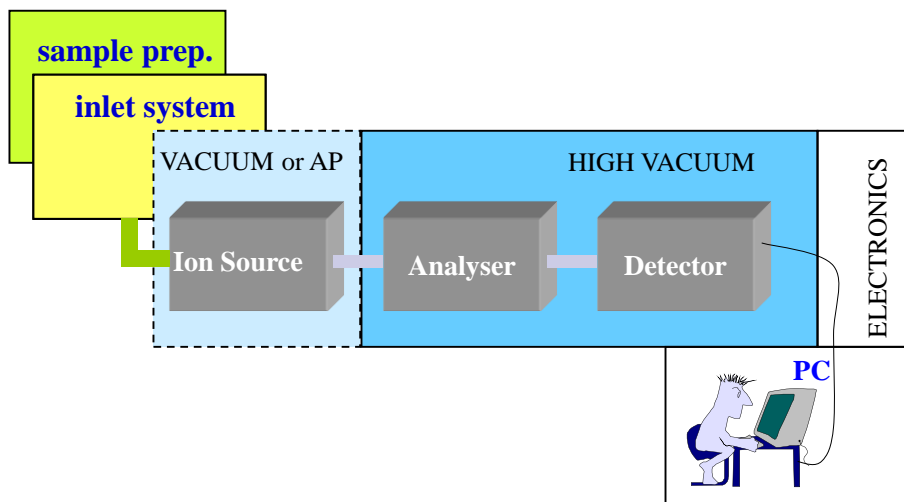 sample prep.
inlet system
VACUUM or AP
HIGH VACUUM
Ion Source
Analyser
Detector
ELECTRONICS
PC